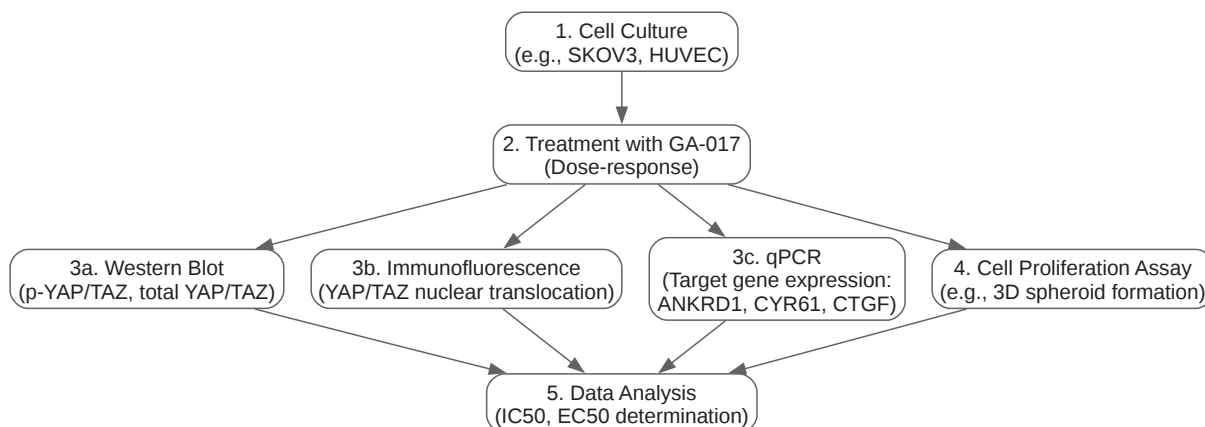 1. Cell Culture
(e.g., SKOV3, HUVEC)
2. Treatment with GA-017
(Dose-response)
3a. Western Blot
(p-YAP/TAZ, total YAP/TAZ)
3b. Immunofluorescence
(YAP/TAZ nuclear translocation)
3c. qPCR
(Target gene expression:
ANKRD1, CYR61, CTGF)
4. Cell Proliferation Assay
(e.g., 3D spheroid formation)
5. Data Analysis
(IC50, EC50 determination)